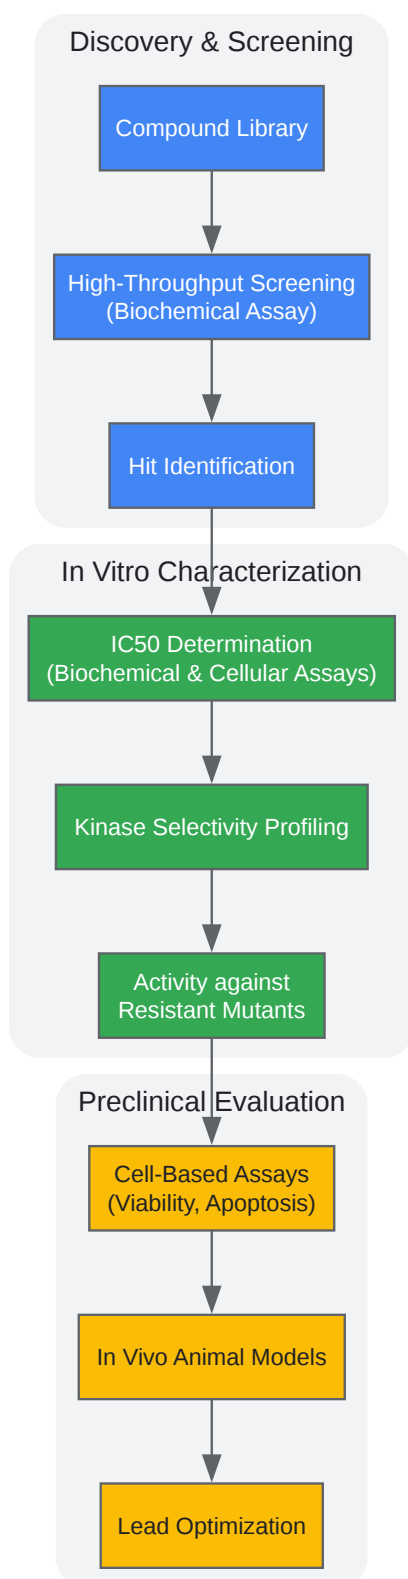 Discovery & Screening
Compound Library
High-Throughput Screening
(Biochemical Assay)
Hit Identification
In Vitro Characterization
IC50 Determination
(Biochemical & Cellular Assays)
Kinase Selectivity Profiling
Activity against
Resistant Mutants
Preclinical Evaluation
Cell-Based Assays
(Viability, Apoptosis)
In Vivo Animal Models
Lead Optimization